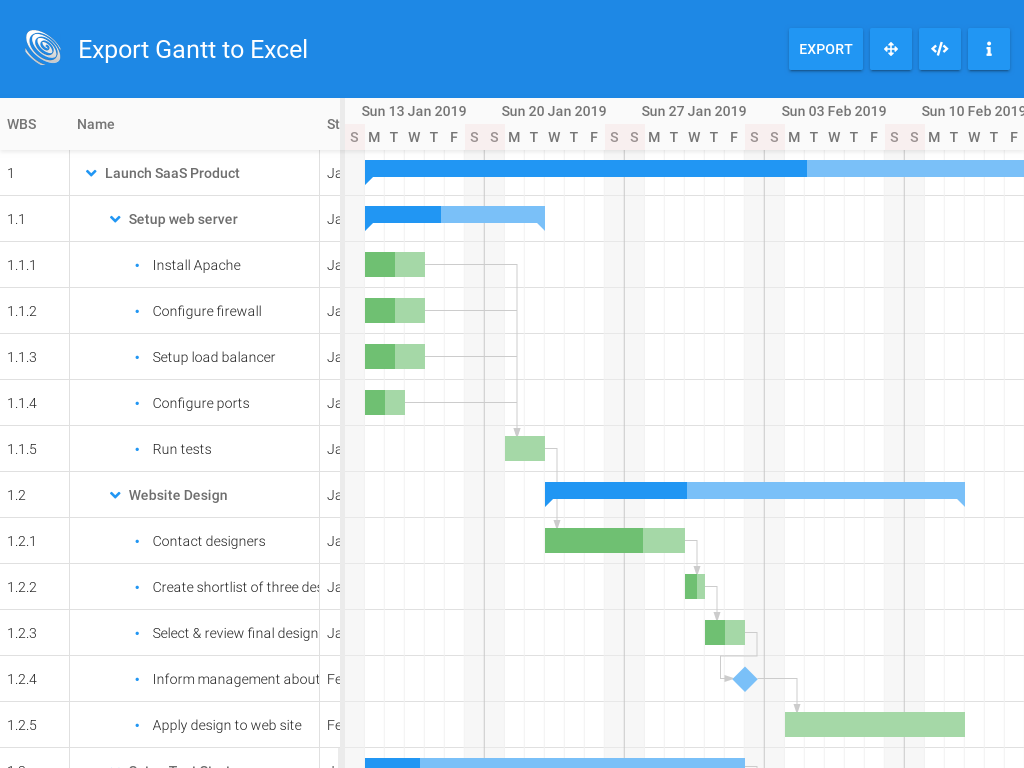 Export Gantt to Excel
EXPORT
WBS Name St
Sun 13 Jan 2019 Sun 20 Jan 2019 Sun 27 Jan 2019 Sun 03 Feb 2019 Sun 10 Feb 2019
S M T W T F S S M T W T F S S M T W T F S S M T W T F S S M T W T F
1 Launch SaaS Product Ja
1.1 Setup web server Ja
1.1.1 Install Apache Ja
1.1.2 Configure firewall Ja
1.1.3 Setup load balancer Ja
1.1.4 Configure ports Ja
1.1.5 Run tests Ja
1.2 Website Design Ja
1.2.1 Contact designers Ja
1.2.2 Create shortlist of three des Ja
1.2.3 Select & review final design Ja
1.2.4 Inform management about Fe
1.2.5 Apply design to web site Fe